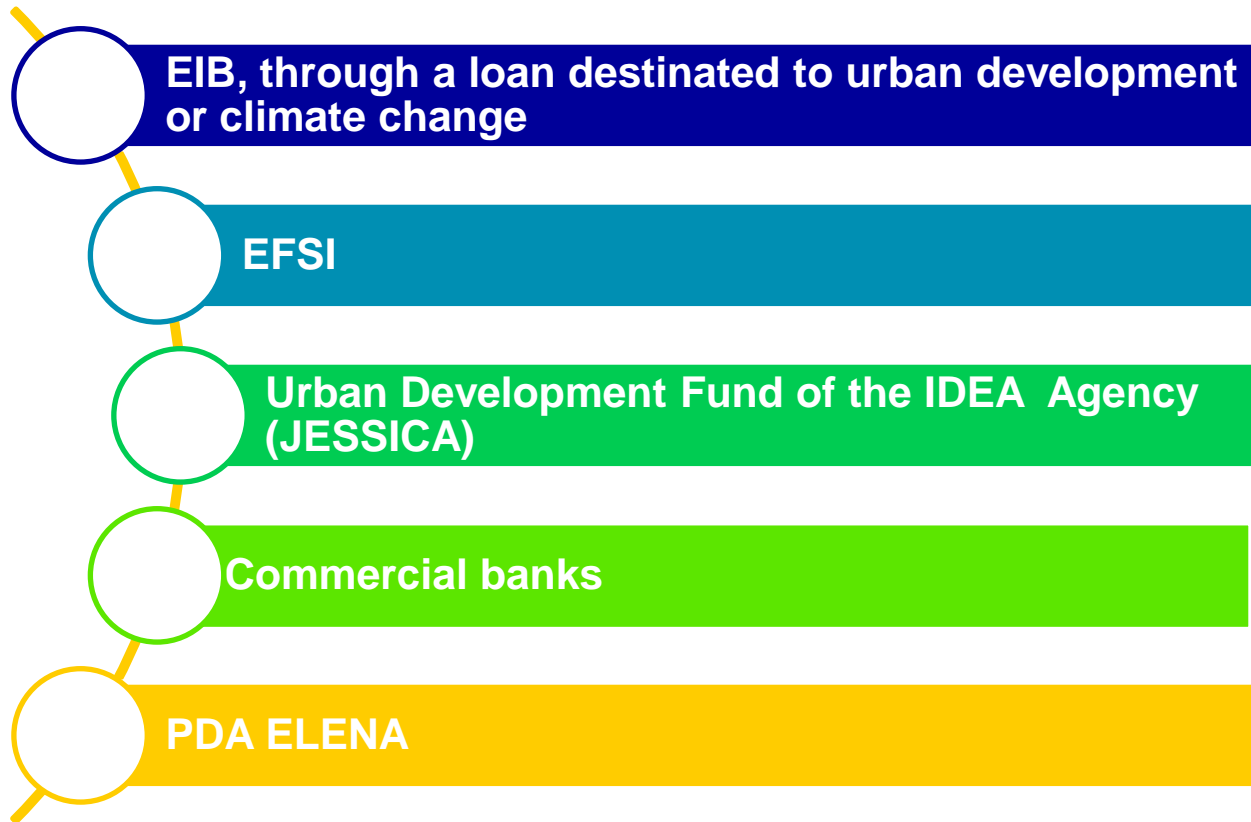 EIB, through a loan destinated to urban development
or climate change
EFSI
Urban Development Fund of the IDEA Agency
(JESSICA)
Commercial banks
PDA ELENA